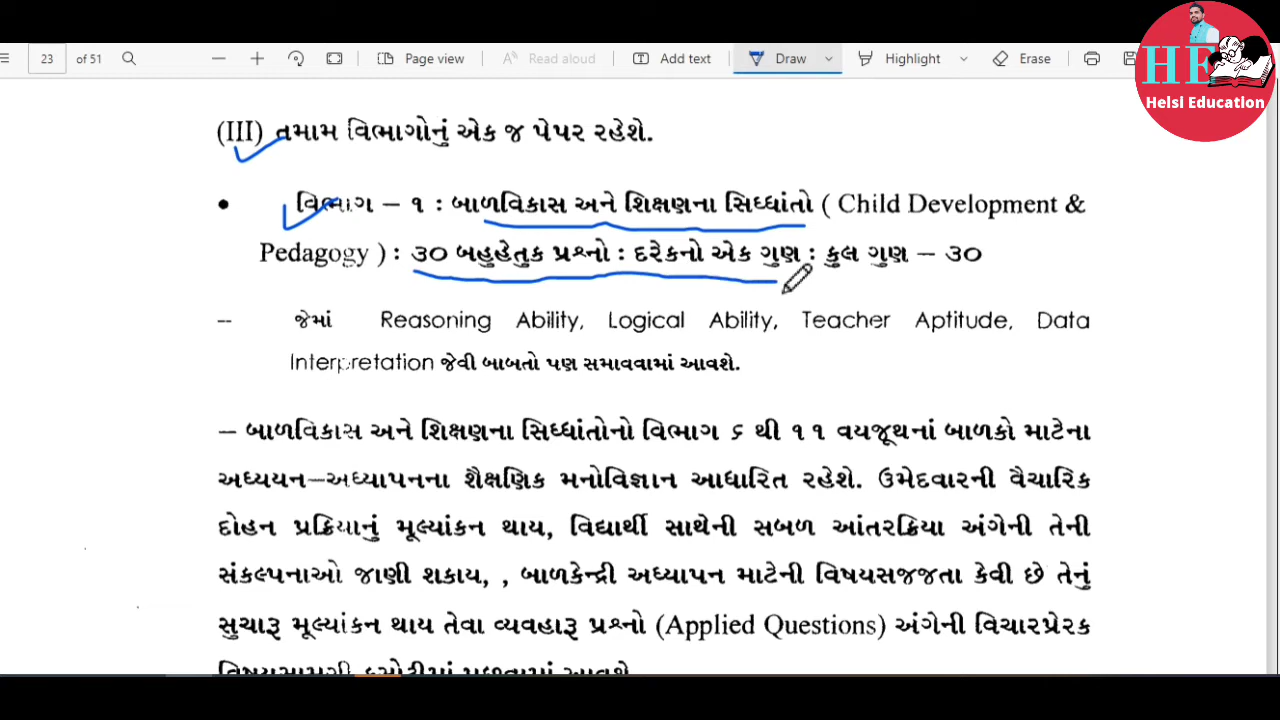 23 of 51 Page view Read aloud Add text Draw Highlight Erase
HE
Helsi Education
(III) તમામ વિભાગોનું એક જ પેપર રહેશે.
• વિભાગ – ૧ : બાળવિકાસ અને શિક્ષણના સિધ્ધાંતો ( Child Development &
Pedagogy ) : ૩૦ બહુહેતુક પ્રશ્નો : દરેકનો એક ગુણ : કુલ ગુણ – ૩૦
-- જેમાં Reasoning Ability, Logical Ability, Teacher Aptitude, Data
Interpretation જેવી બાબતો પણ સમાવવામાં આવશે.
– બાળવિકાસ અને શિક્ષણના સિધ્ધાંતોનો વિભાગ ૬ થી ૧૧ વયજૂથનાં બાળકો માટેના
અધ્યયન–અધ્યાપનના શૈક્ષણિક મનોવિજ્ઞાન આધારિત રહેશે. ઉમેદવારની વૈચારિક
દોહન પ્રક્રિયાનું મૂલ્યાંકન થાય, વિદ્યાર્થી સાથેની સબળ આંતરક્રિયા અંગેની તેની
સંકલ્પનાઓ જાણી શકાય, , બાળકેન્દ્રી અધ્યાપન માટેની વિષયસજજતા કેવી છે તેનું
સુચારૂ મૂલ્યાંકન થાય તેવા વ્યવહારૂ પ્રશ્નો (Applied Questions) અંગેની વિચારપ્રેરક